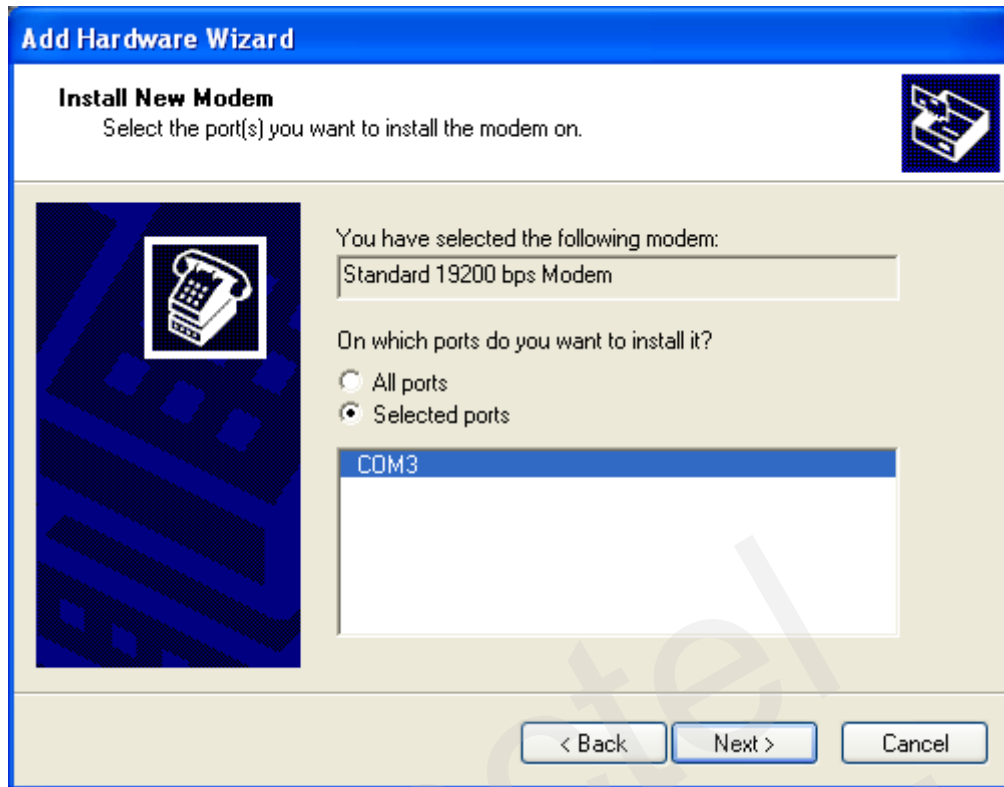 Add Hardware Wizard
Install New Modem
Select the port(s) you want to install the modem on.
You have selected the following modem:
Standard 19200 bps Modem
On which ports do you want to install it?
All ports
Selected ports
COM3
< Back Next > Cancel